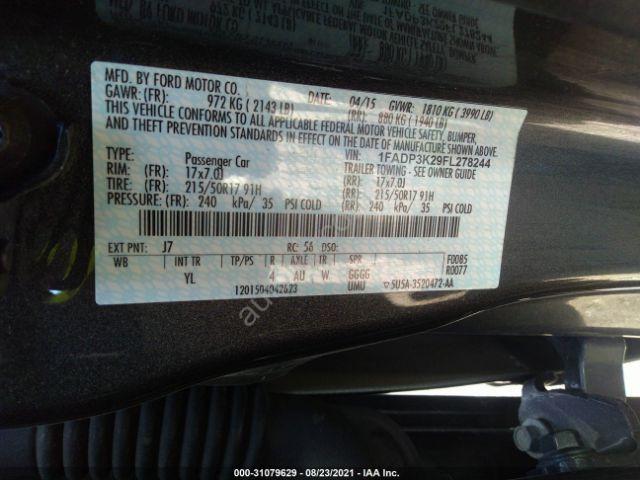 MFD. BY FORD MOTOR CO.
DATE: 04/15 GVWR: 1810 KG ( 3990 LB)
GAWR: (FR): 972 KG ( 2143 LB) (RR): 880 KG ( 1940 LB)
THIS VEHICLE CONFORMS TO ALL APPLICABLE FEDERAL MOTOR VEHICLE SAFETY, BUMPER,
AND THEFT PREVENTION STANDARDS IN EFFECT ON THE
DATE OF MANUFACTURE SHOWN ABOVE.
VIN: 1FADP3K29FL278244
TYPE: Passenger Car TRAILER TOWING - SEE OWNER GUIDE
RIM: (FR): 17x7.0J (RR): 17x7.0J
TIRE: (FR): 215/50R17 91H (RR): 215/50R17 91H
PRESSURE: (FR): 240 kPa/ 35 PSI COLD (RR): 240 kPa/ 35 PSI COLD
EXT PNT: J7 RC: 56 DSO:
WB INT TR TP/PS R AXLE TR SPR F0085
YL 4 AU W GGGG R0077
UMU
1201504042623 ▽5U5A-3520472-AA
autoauctions
000-31079629 - 08/23/2021 - IAA Inc.